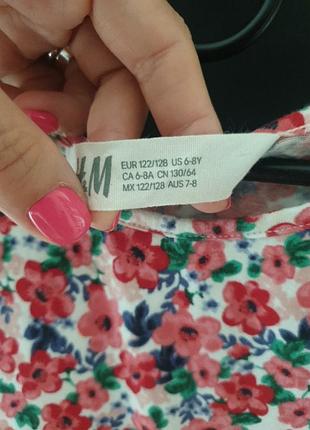 H&M
EUR 122/128 US 6-8Y
CA 6-8A CN 130/64
MX 122/128 AUS 7-8